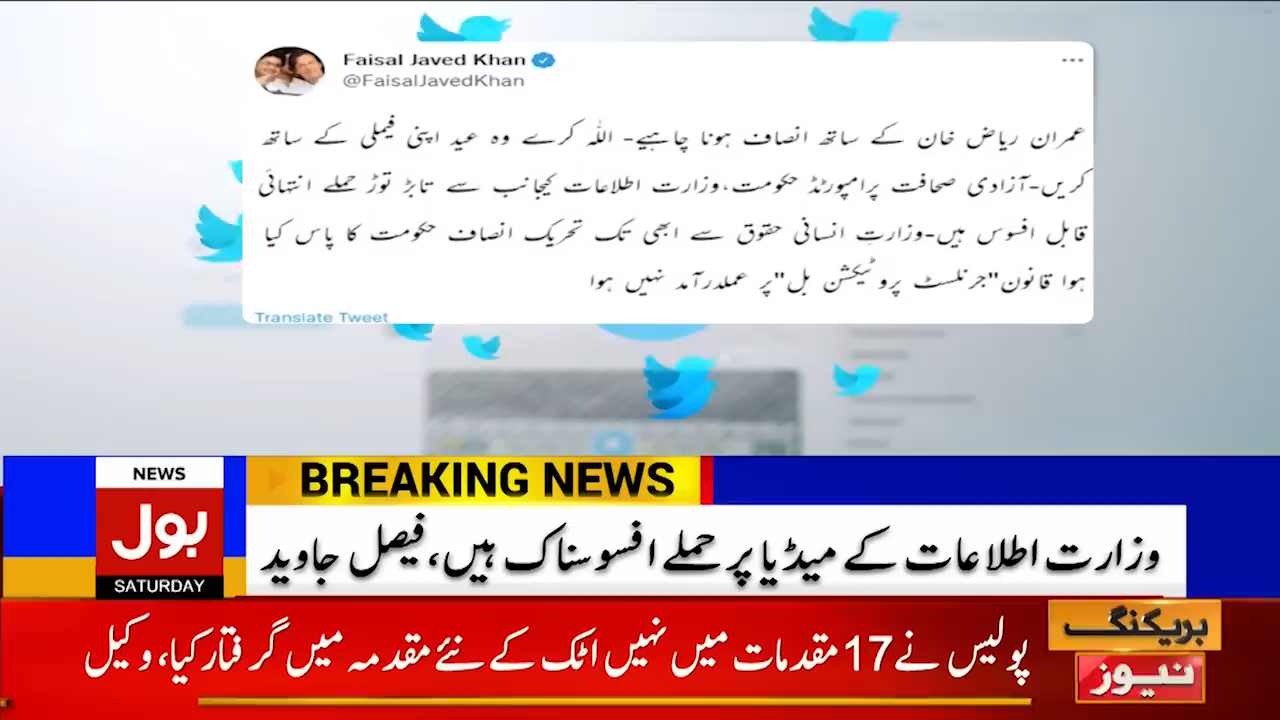 Faisal Javed Khan
@FaisalJavedKhan
عمران ریاض خان کے ساتھ انصاف ہونا چاہیے- اللہ کرے وہ عید اپنی فیملی کے ساتھ
کریں-آزادی صحافت پرامپورٹڈ حکومت،وزارت اطلاعات کیجانب سے تابڑ توڑ حملے انتہائی
قابل افسوس ہیں-وزارتِ انسانی حقوق سے ابھی تک تحریک انصاف حکومت کا پاس کیا
ہوا قانون"جرنلسٹ پروٹیکشن بل"پر عملدرآمد نہیں ہوا
Translate Tweet
NEWS
بول
SATURDAY
BREAKING NEWS
وزارت اطلاعات کے میڈیا پر حملے افسوسناک ہیں، فیصل جاوید
بریکنگ
نیوز
پولیس نے 17 مقدمات میں نہیں اٹک کے نئے مقدمہ میں گرفتار کیا، وکیل